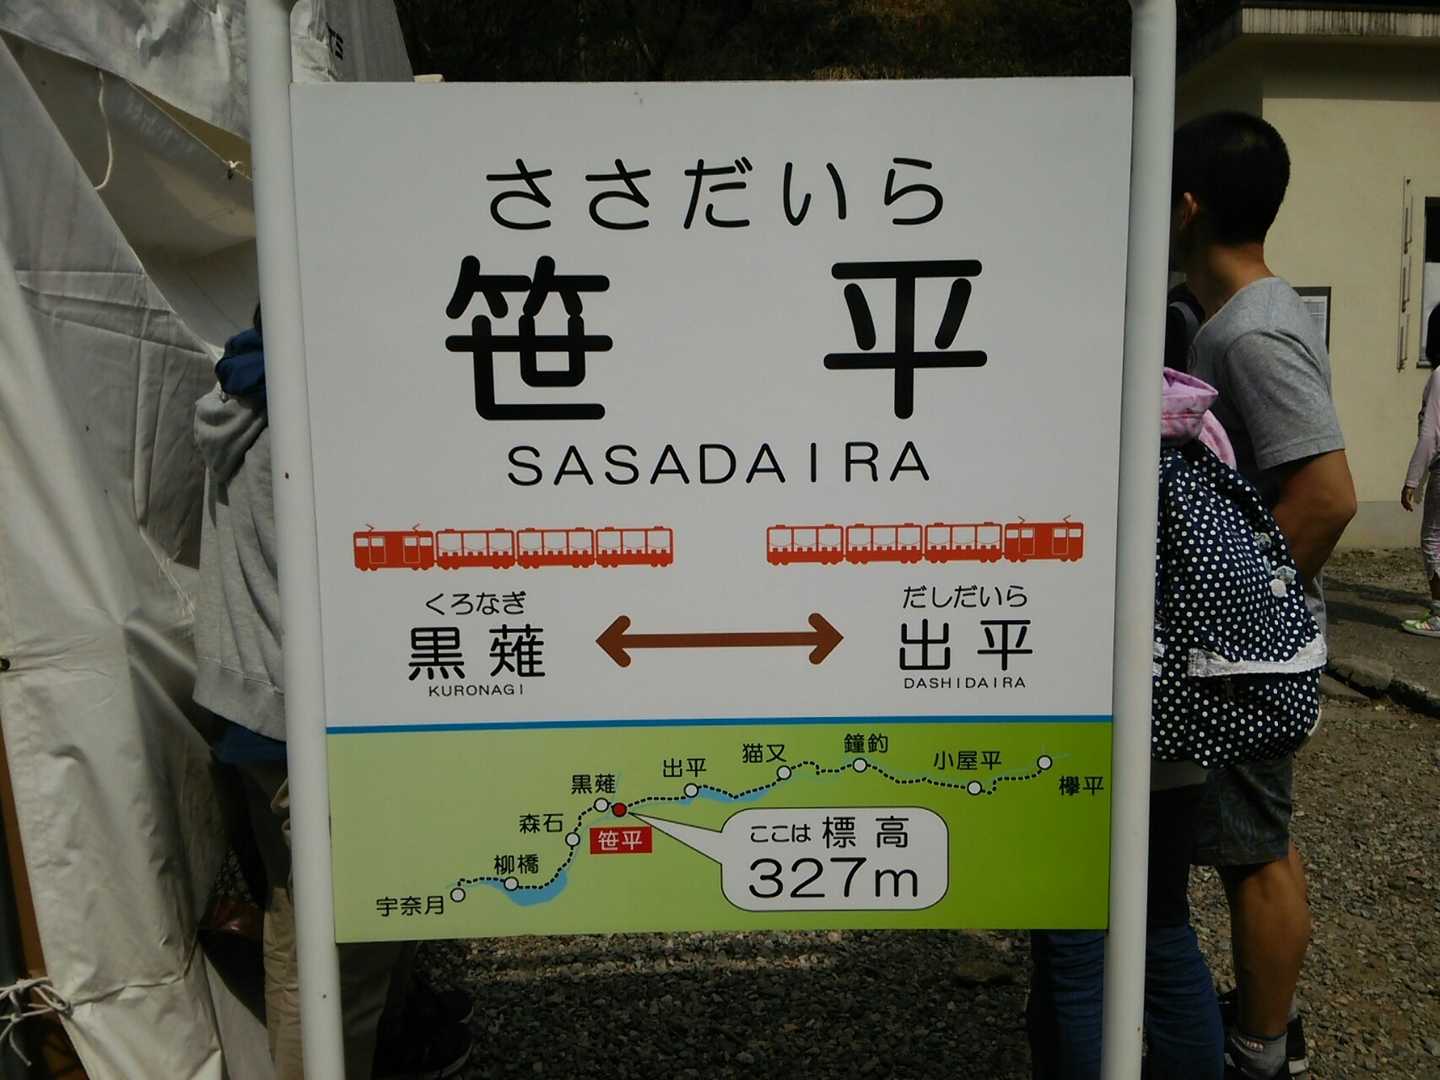 ささだいら
笹平
SASADAIRA
くろなぎ
黒薙
KURONAGI
だしだいら
出平
DASHIDAIRA
宇奈月
柳橋
森石
黒薙
笹平
出平
猫又
鐘釣
小屋平
欅平
ここは標高
327m